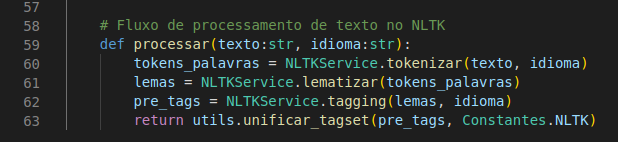 57
58 # Fluxo de processamento de texto no NLTK
59 def processar(texto:str, idioma:str):
60 tokens_palavras = NLTKService.tokenizar(texto, idioma)
61 lemas = NLTKService.lematizar(tokens_palavras)
62 pre_tags = NLTKService.tagging(lemas, idioma)
63 return utils.unificar_tagset(pre_tags, Constantes.NLTK)